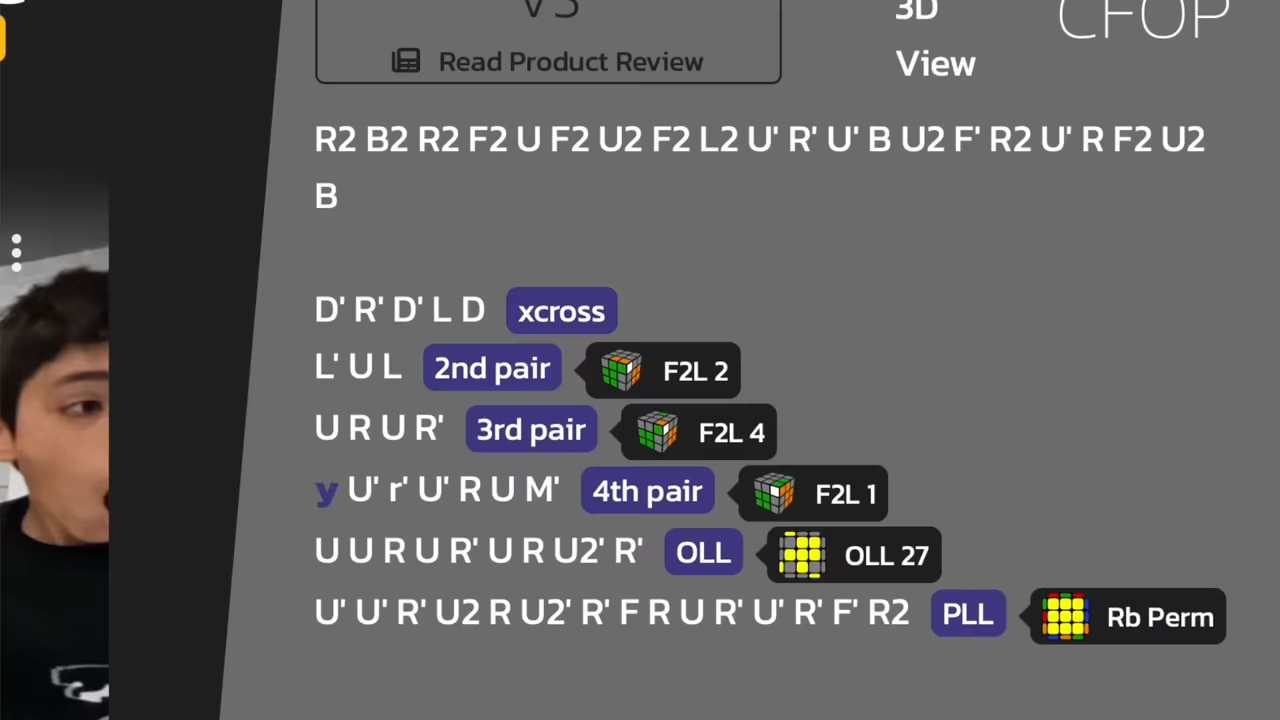 V3
3D
CFOP
Read Product Review
View
R2 B2 R2 F2 U F2 U2 F2 L2 U' R' U' B U2 F' R2 U' R F2 U2
B
D' R' D' L D xcross
L' U L 2nd pair F2L 2
U R U R' 3rd pair F2L 4
y U' r' U' R U M' 4th pair F2L 1
U U R U R' U R U2' R' OLL OLL 27
U' U' R' U2 R U2' R' F R U R' U' R' F' R2 PLL Rb Perm